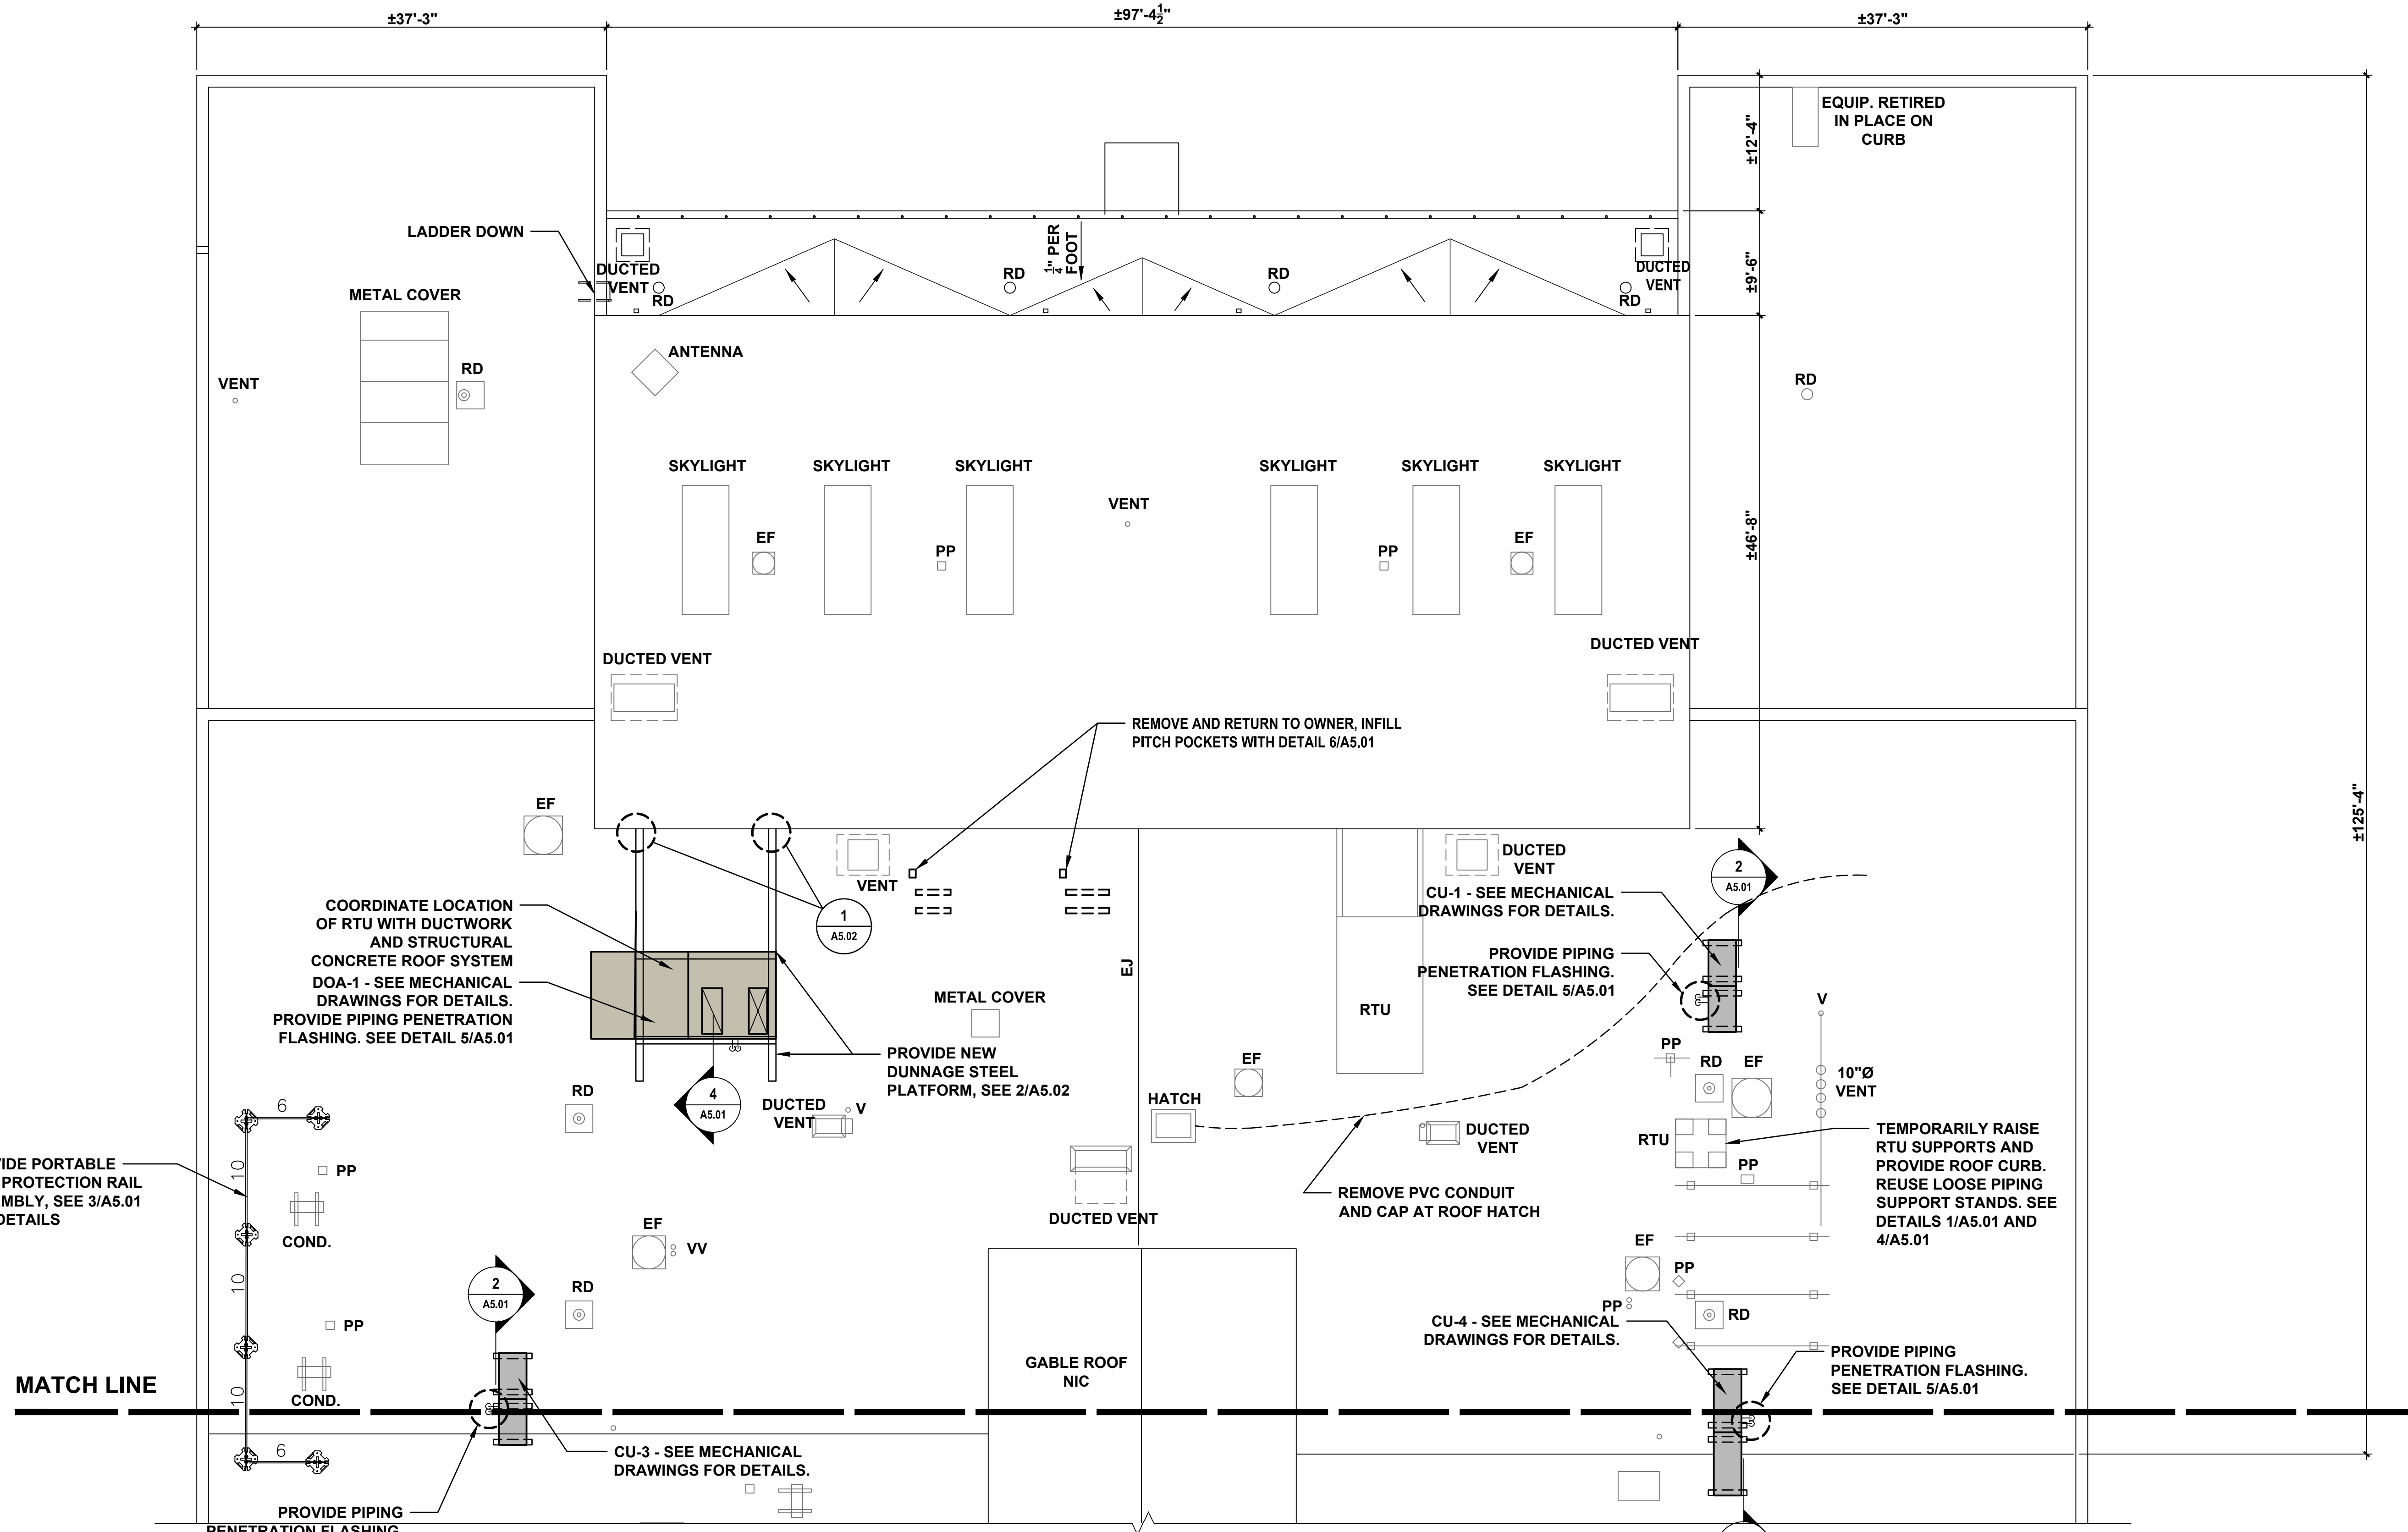 ±37'-3"
±97'-4 1/2"
±37'-3"
EQUIP. RETIRED
IN PLACE ON
CURB
±12'-4"
LADDER DOWN
DUCTED
VENT
RD
1/4" PER
FOOT
RD
RD
DUCTED
VENT
RD
±9'-6"
METAL COVER
RD
VENT
ANTENNA
RD
SKYLIGHT
SKYLIGHT
SKYLIGHT
SKYLIGHT
SKYLIGHT
SKYLIGHT
VENT
EF
PP
PP
EF
±46'-8"
DUCTED VENT
DUCTED VENT
REMOVE AND RETURN TO OWNER, INFILL
PITCH POCKETS WITH DETAIL 6/A5.01
±125'-4"
EF
VENT
DUCTED
VENT
2
A5.01
1
A5.02
COORDINATE LOCATION
OF RTU WITH DUCTWORK
AND STRUCTURAL
CONCRETE ROOF SYSTEM
DOA-1 - SEE MECHANICAL
DRAWINGS FOR DETAILS.
PROVIDE PIPING PENETRATION
FLASHING. SEE DETAIL 5/A5.01
CU-1 - SEE MECHANICAL
DRAWINGS FOR DETAILS.
PROVIDE PIPING
PENETRATION FLASHING.
SEE DETAIL 5/A5.01
EJ
METAL COVER
RTU
V
PROVIDE NEW
DUNNAGE STEEL
PLATFORM, SEE 2/A5.02
EF
PP
RD
EF
10"Ø
VENT
RD
4
A5.01
DUCTED
VENT
V
HATCH
DUCTED
VENT
RTU
PP
TEMPORARILY RAISE
RTU SUPPORTS AND
PROVIDE ROOF CURB.
REUSE LOOSE PIPING
SUPPORT STANDS. SEE
DETAILS 1/A5.01 AND
4/A5.01
6
10
10
10
6
VIDE PORTABLE
PROTECTION RAIL
MBLY, SEE 3/A5.01
DETAILS
PP
COND.
REMOVE PVC CONDUIT
AND CAP AT ROOF HATCH
DUCTED VENT
EF
VV
EF
PP
PP
RD
2
A5.01
RD
PP
COND.
CU-4 - SEE MECHANICAL
DRAWINGS FOR DETAILS.
PROVIDE PIPING
PENETRATION FLASHING.
SEE DETAIL 5/A5.01
GABLE ROOF
NIC
MATCH LINE
CU-3 - SEE MECHANICAL
DRAWINGS FOR DETAILS.
PROVIDE PIPING
PENETRATION FLASHING.